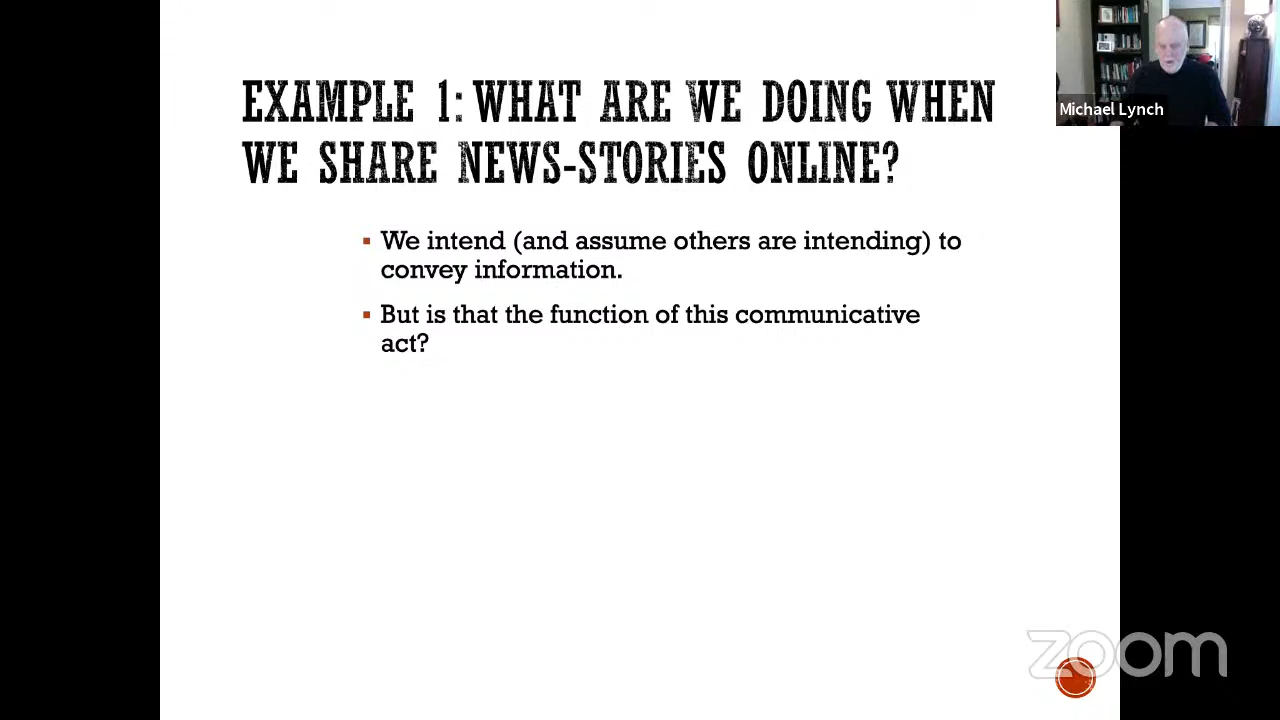 EXAMPLE 1: WHAT ARE WE DOING WHEN
WE SHARE NEWS-STORIES ONLINE?
▪ We intend (and assume others are intending) to
convey information.
▪ But is that the function of this communicative
act?
Michael Lynch
zoom